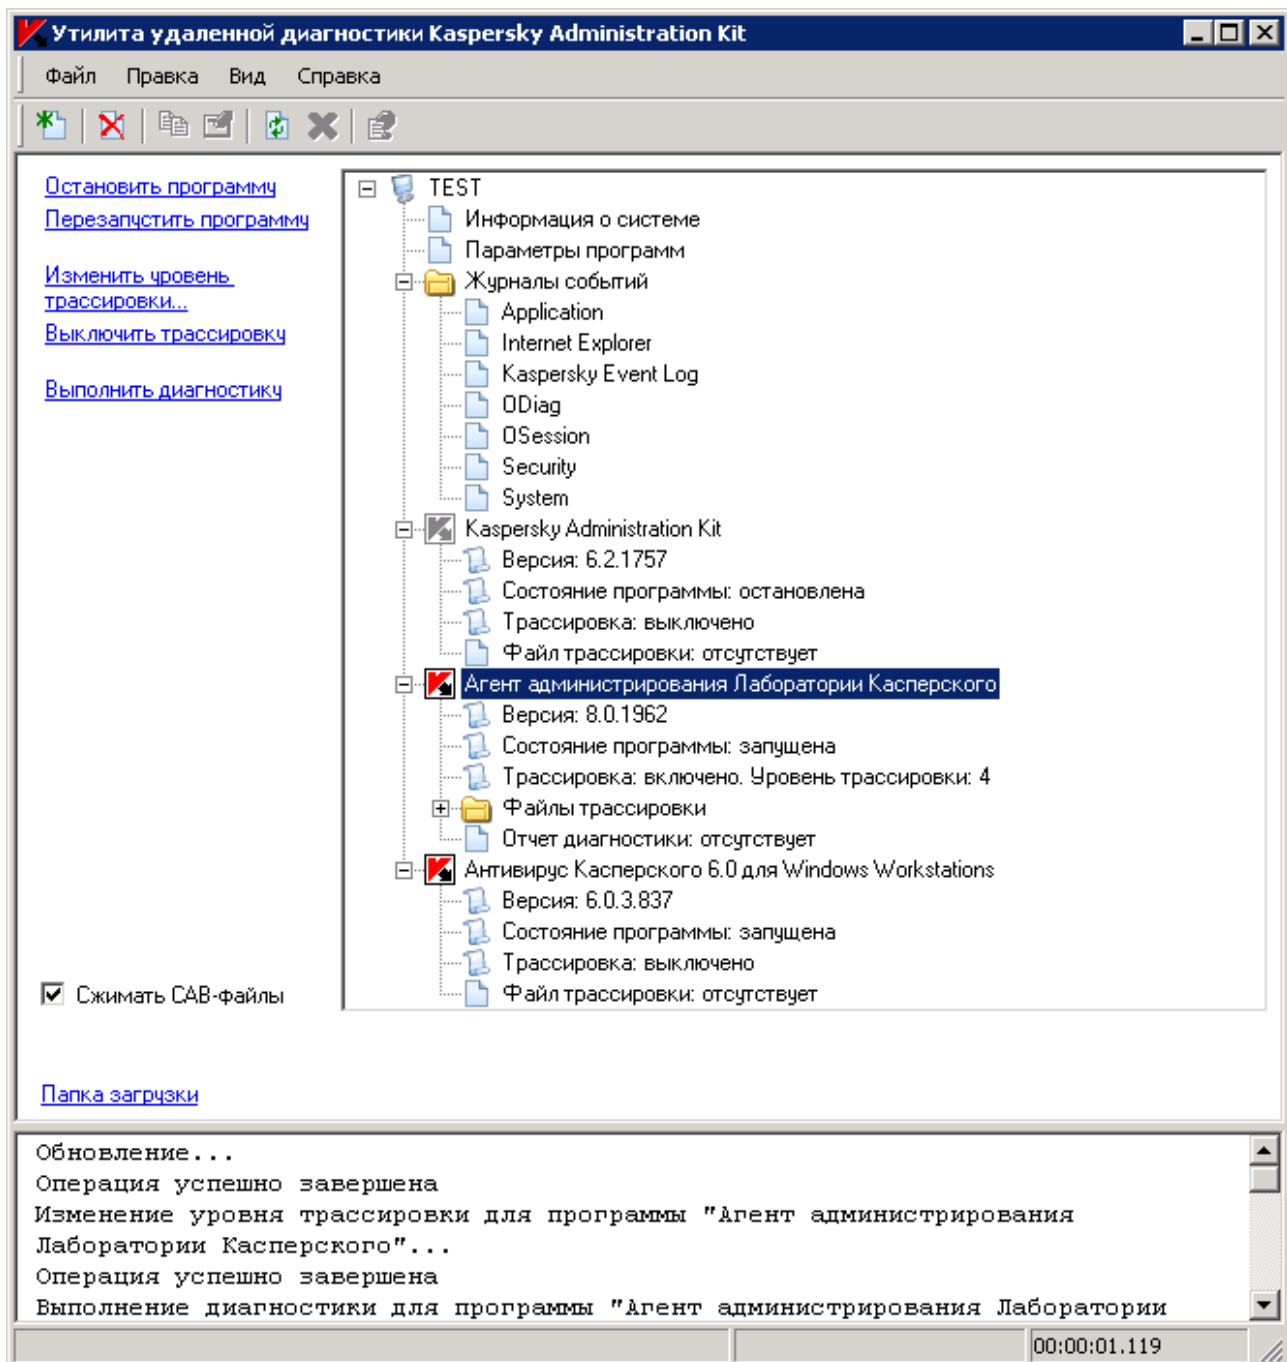 Утилита удаленной диагностики Kaspersky Administration Kit
Файл Правка Вид Справка
Остановить программу
Перезапустить программу
Изменить уровень
трассировки...
Выключить трассировку
Выполнить диагностику
TEST
Информация о системе
Параметры программ
Журналы событий
Application
Internet Explorer
Kaspersky Event Log
ODiag
OSession
Security
System
Kaspersky Administration Kit
Версия: 6.2.1757
Состояние программы: остановлена
Трассировка: выключено
Файл трассировки: отсутствует
Агент администрирования Лаборатории Касперского
Версия: 8.0.1962
Состояние программы: запущена
Трассировка: включено. Уровень трассировки: 4
Файлы трассировки
Отчет диагностики: отсутствует
Антивирус Касперского 6.0 для Windows Workstations
Версия: 6.0.3.837
Состояние программы: запущена
Трассировка: выключено
Файл трассировки: отсутствует
Сжимать CAB-файлы
Папка загрузки
Обновление...
Операция успешно завершена
Изменение уровня трассировки для программы "Агент администрирования
Лаборатории Касперского"...
Операция успешно завершена
Выполнение диагностики для программы "Агент администрирования Лаборатории
00:00:01.119